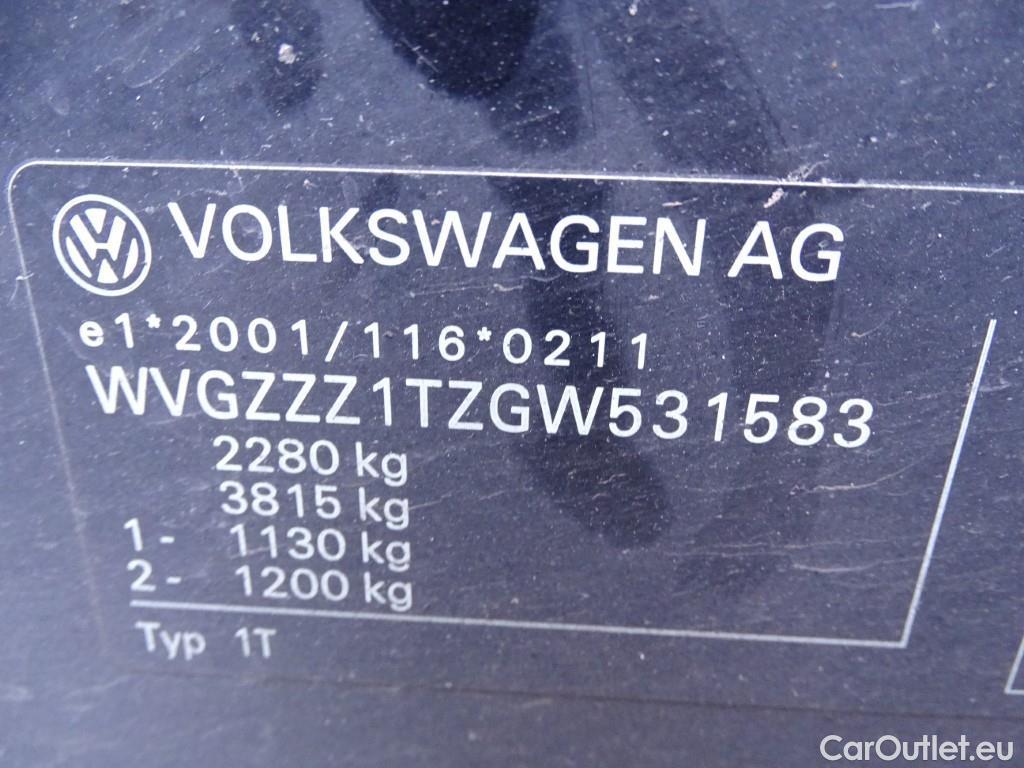 VOLKSWAGEN AG
e1*2001/116*0211
WVGZZZ1TZGW531583
2280 kg
3815 kg
1- 1130 kg
2- 1200 kg
Typ 1T
CarOutlet.eu